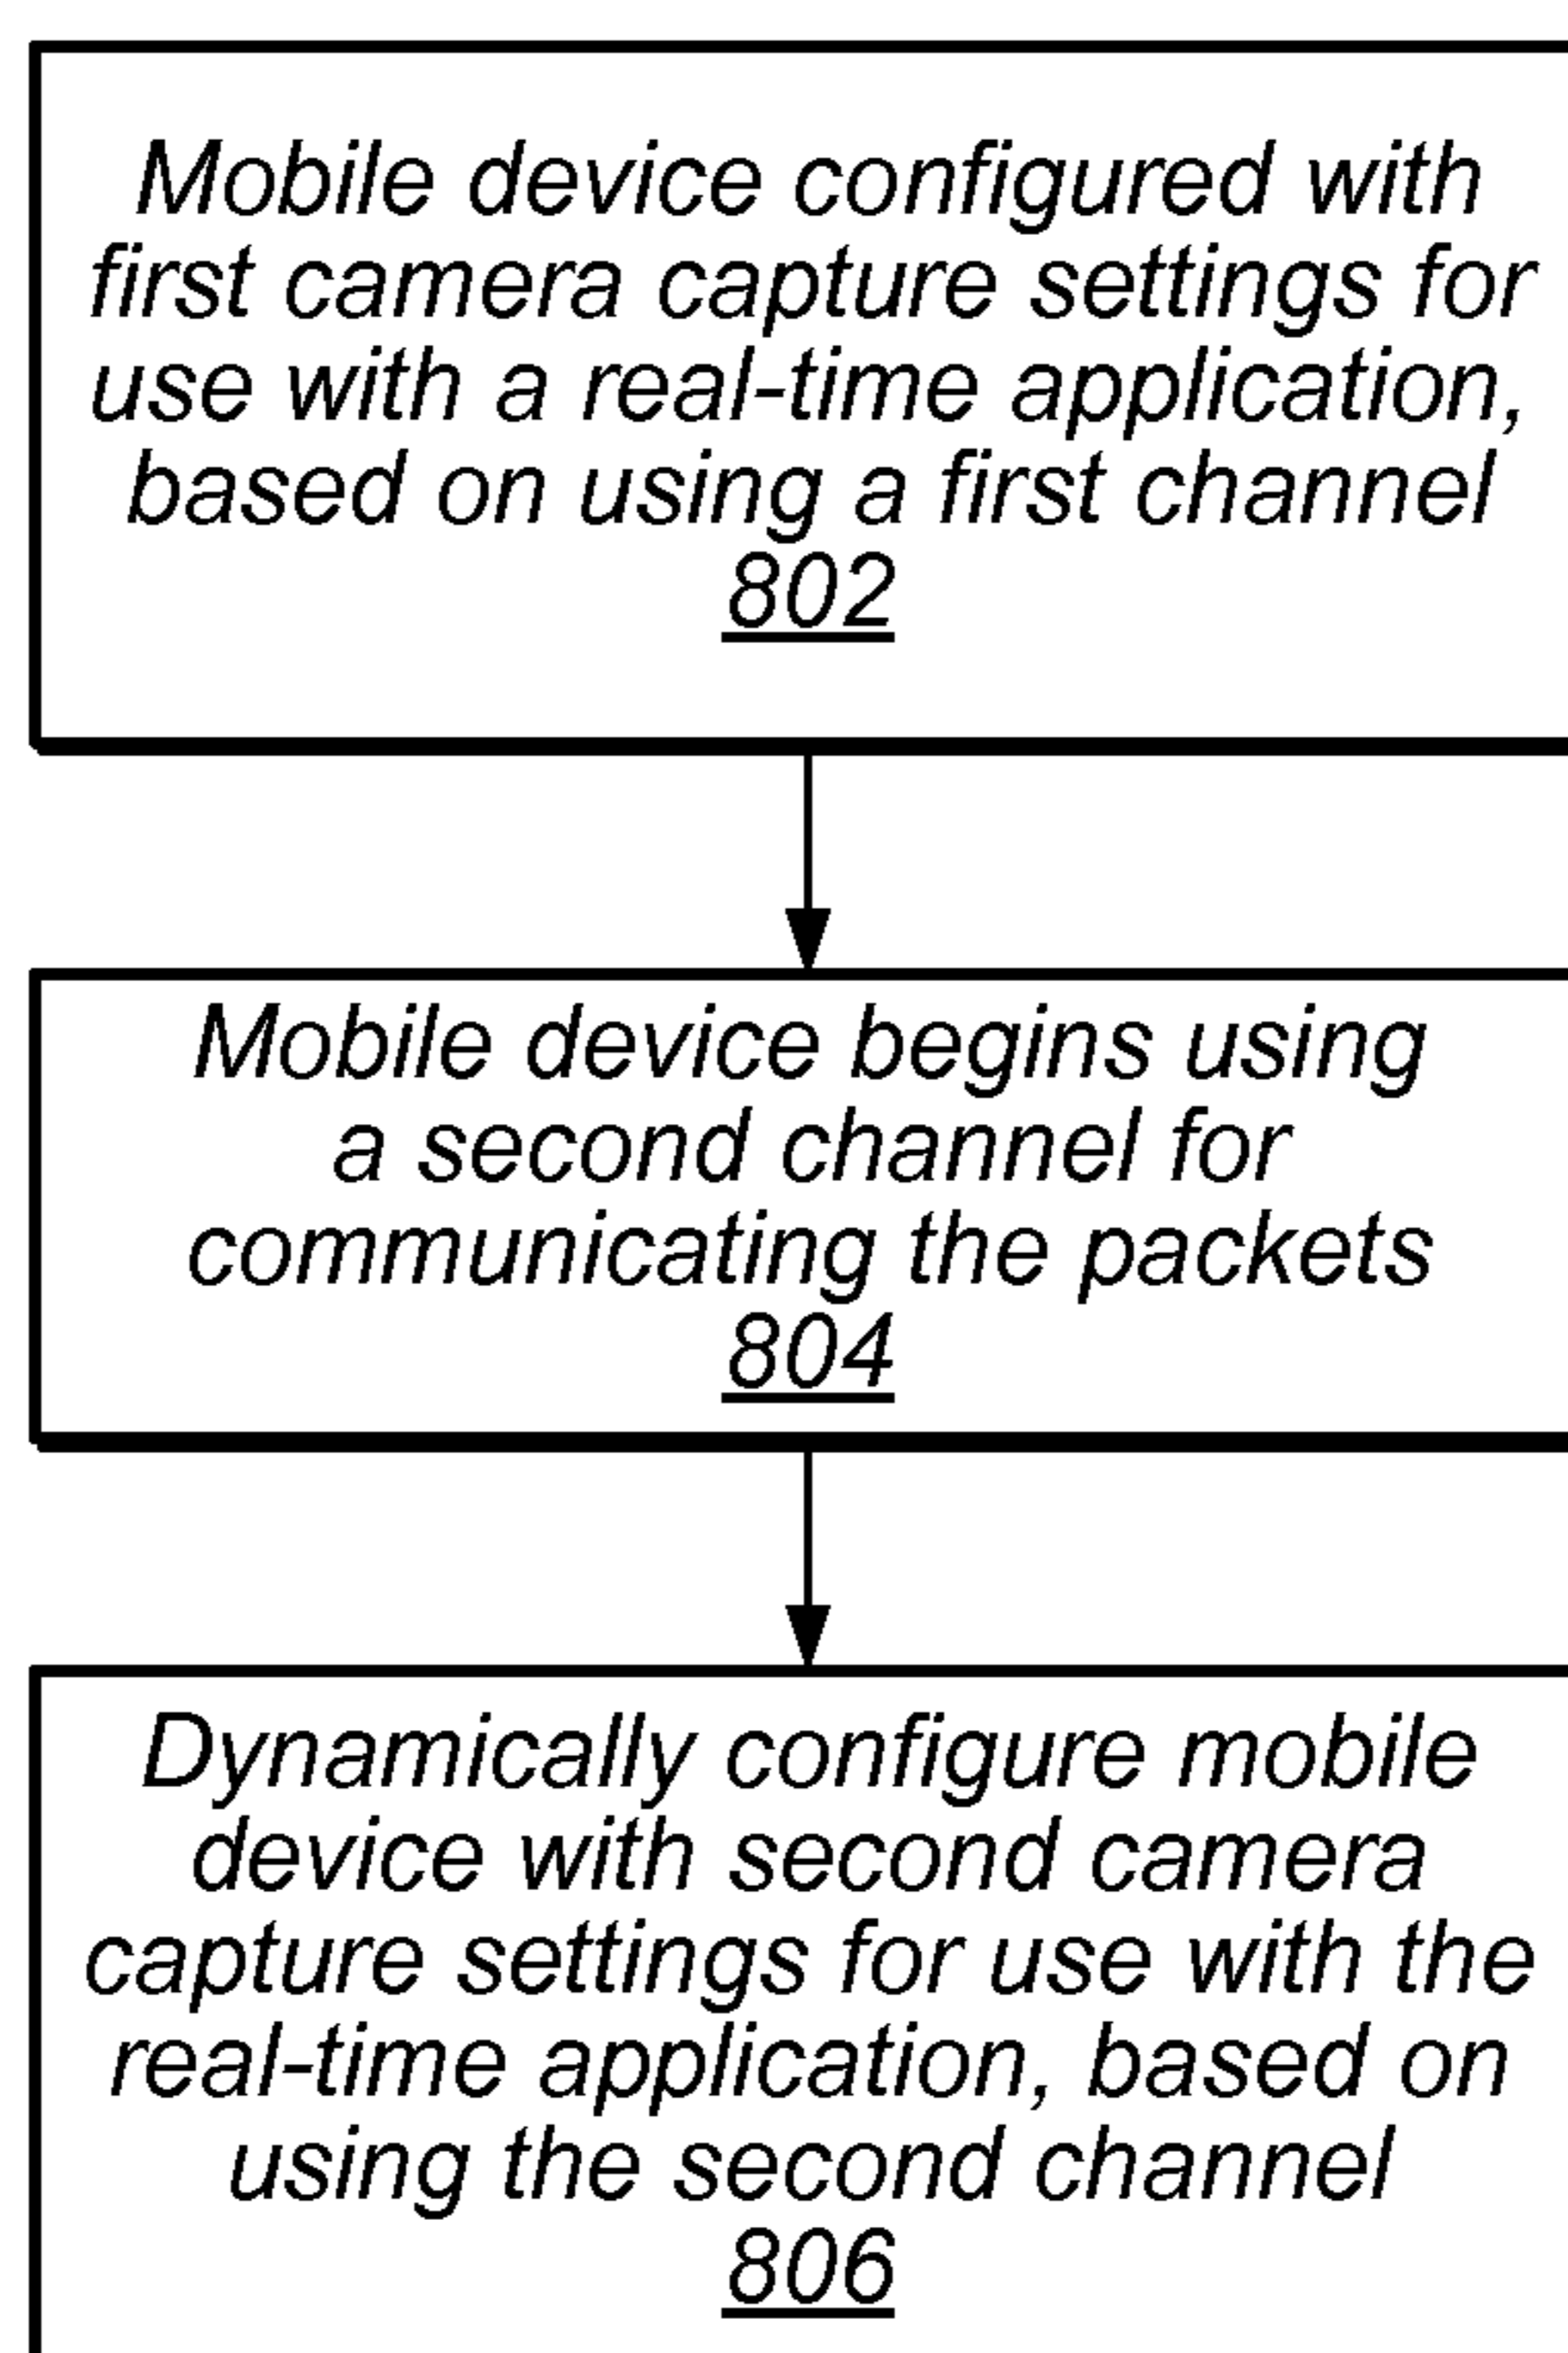 Mobile device configured with
first camera capture settings for
use with a real-time application,
based on using a first channel
802
Mobile device begins using
a second channel for
communicating the packets
804
Dynamically configure mobile
device with second camera
capture settings for use with the
real-time application, based on
using the second channel
806